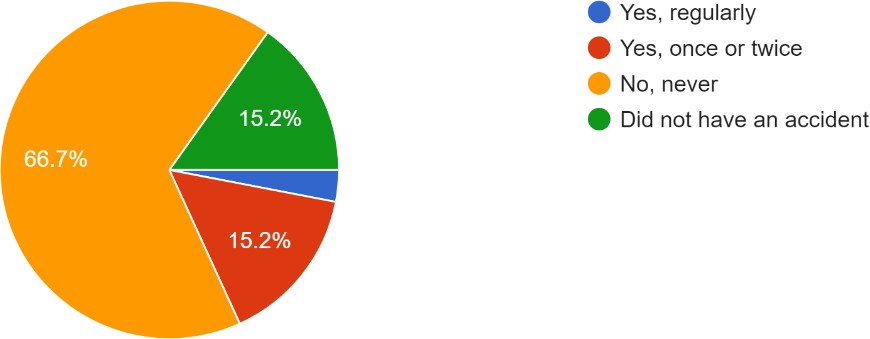 Yes, regularly
Yes, once or twice
No, never
Did not have an accident
15.2%
66.7%
15.2%